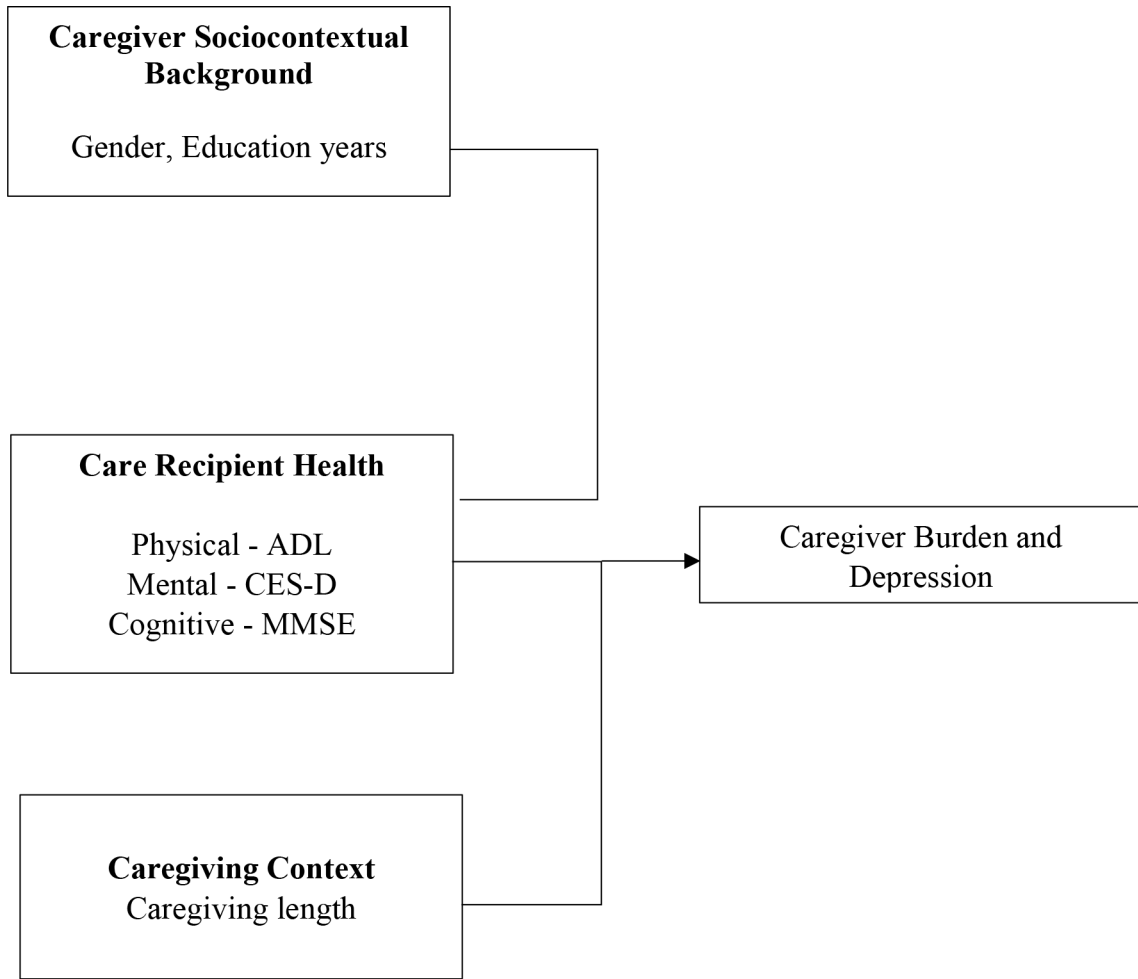 Caregiver Sociocontextual
Background
Gender, Education years
Care Recipient Health
Physical - ADL
Mental - CES-D
Cognitive - MMSE
Caregiver Burden and
Depression
Caregiving Context
Caregiving length